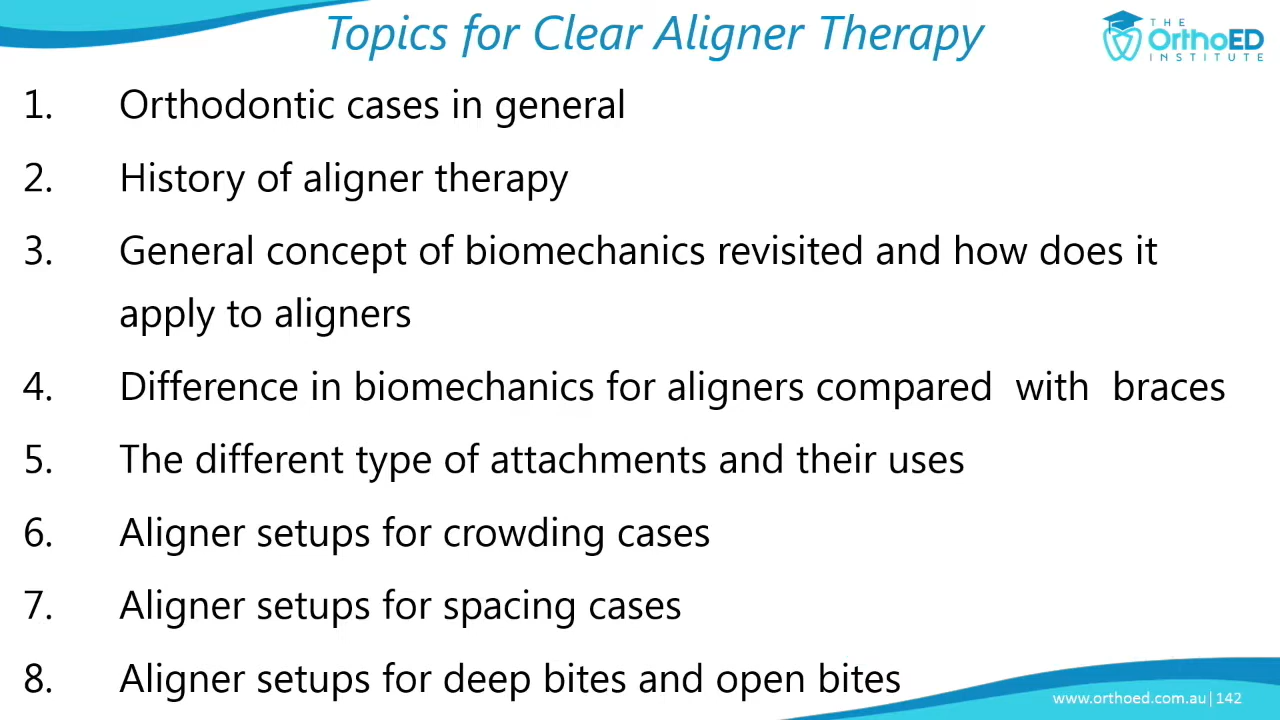 Topics for Clear Aligner Therapy
THE
OrthoED
INSTITUTE
1. Orthodontic cases in general
2. History of aligner therapy
3. General concept of biomechanics revisited and how does it
apply to aligners
4. Difference in biomechanics for aligners compared  with  braces
5. The different type of attachments and their uses
6. Aligner setups for crowding cases
7. Aligner setups for spacing cases
8. Aligner setups for deep bites and open bites
www.orthoed.com.au| 142